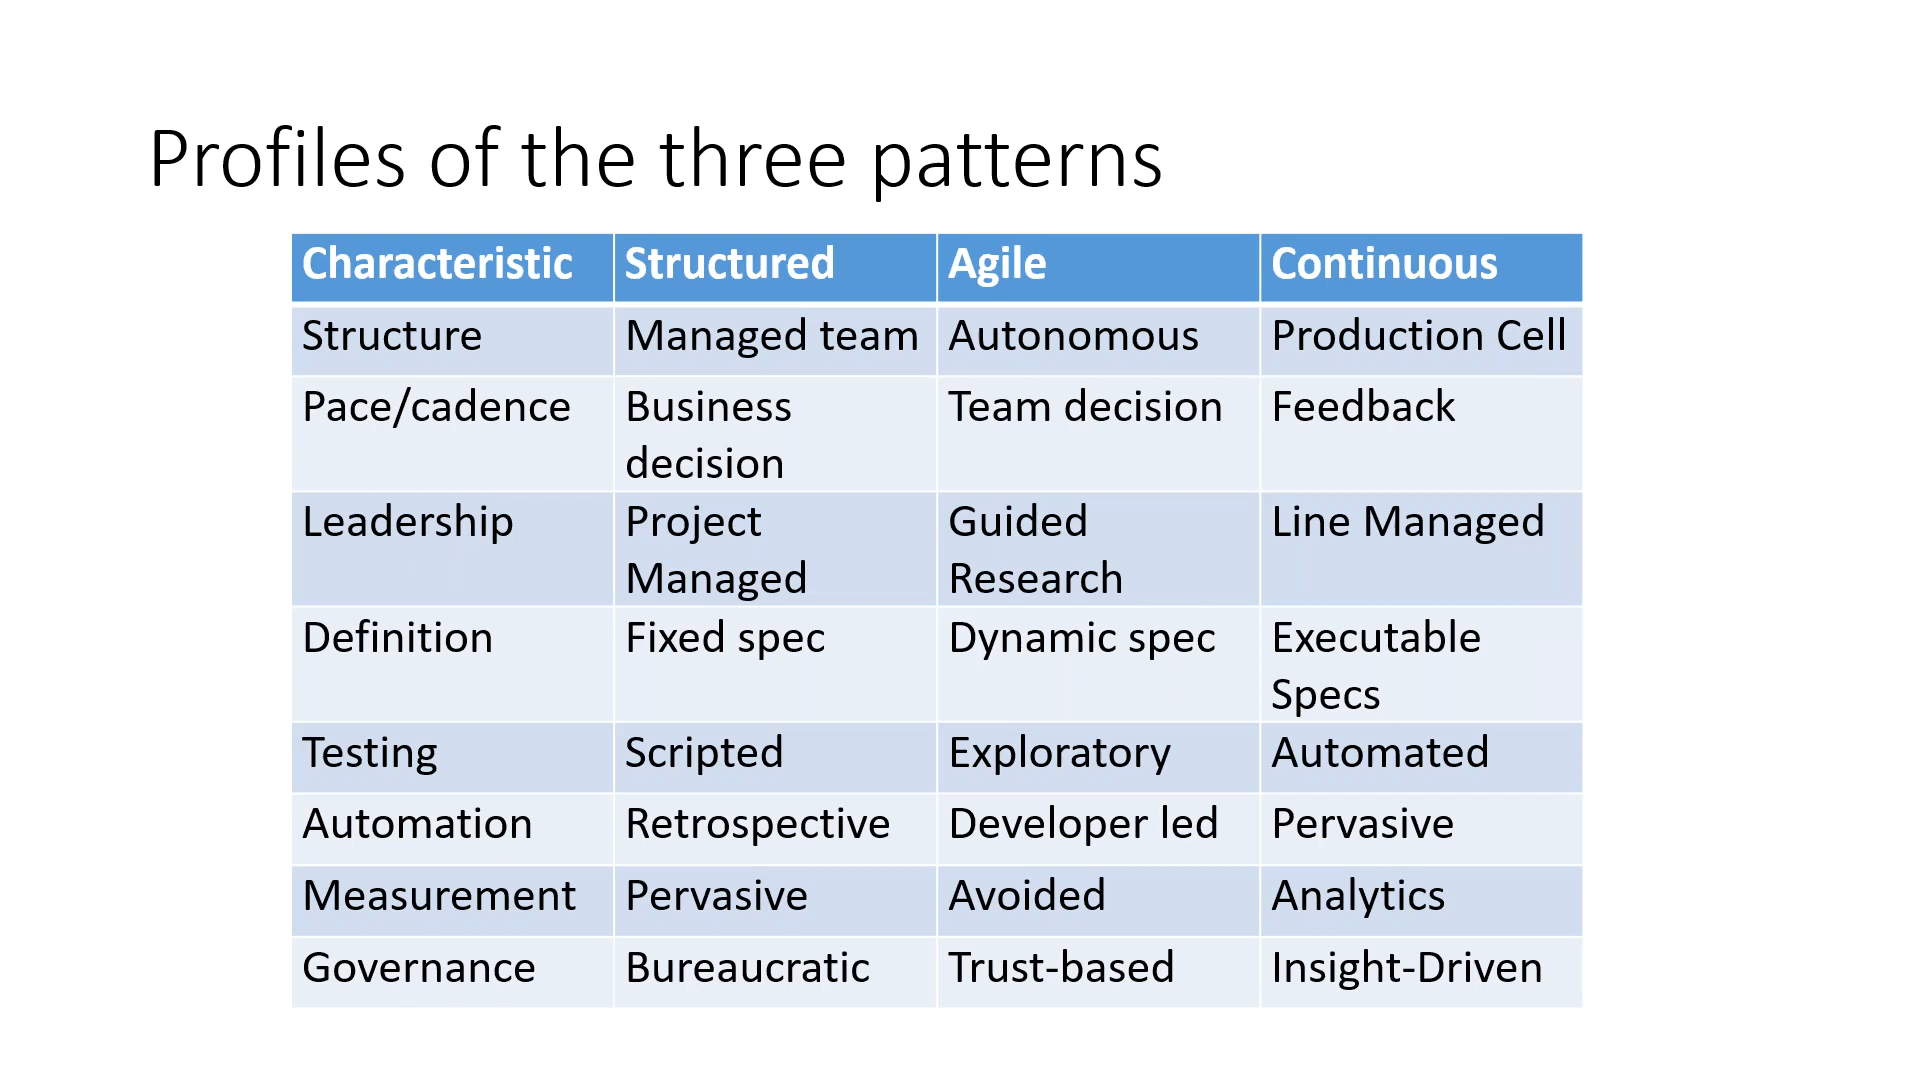 Profiles of the three patterns
Characteristic Structured Agile Continuous
Structure Managed team Autonomous Production Cell
Pace/cadence Business decision Team decision Feedback
Leadership Project Managed Guided Research Line Managed
Definition Fixed spec Dynamic spec Executable Specs
Testing Scripted Exploratory Automated
Automation Retrospective Developer led Pervasive
Measurement Pervasive Avoided Analytics
Governance Bureaucratic Trust-based Insight-Driven